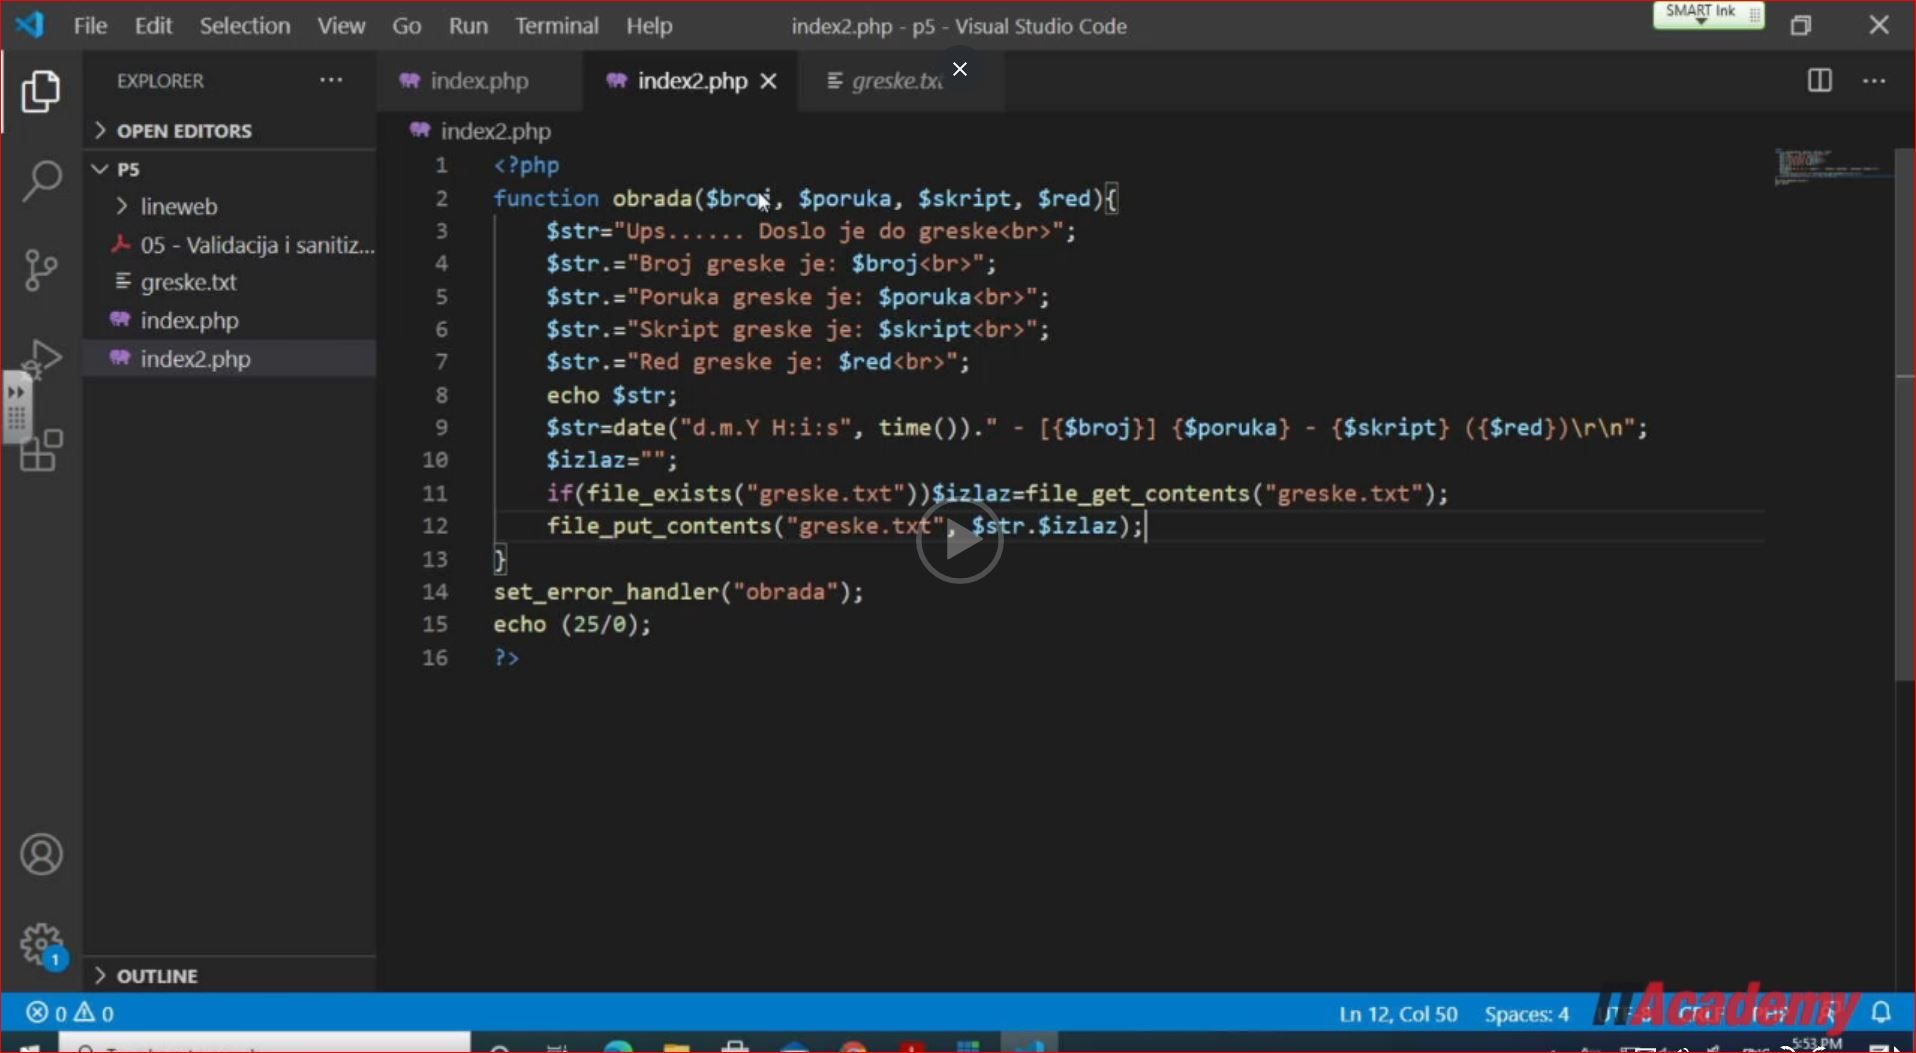 File Edit Selection View Go Run Terminal Help
index2.php - p5 - Visual Studio Code
SMART Ink
EXPLORER
index.php
index2.php
greske.txt
OPEN EDITORS
index2.php
P5
lineweb
05 - Validacija i sanitiz...
greske.txt
index.php
index2.php
1 <?php
2 function obrada($broj, $poruka, $skript, $red){
3 $str="Ups...... Doslo je do greske<br>";
4 $str.="Broj greske je: $broj<br>";
5 $str.="Poruka greske je: $poruka<br>";
6 $str.="Skript greske je: $skript<br>";
7 $str.="Red greske je: $red<br>";
8 echo $str;
9 $str=date("d.m.Y H:i:s", time())." - [{$broj}] {$poruka} - {$skript} ({$red})\r\n";
10 $izlaz="";
11 if(file_exists("greske.txt"))$izlaz=file_get_contents("greske.txt");
12 file_put_contents("greske.txt", $str.$izlaz);
13 }
14 set_error_handler("obrada");
15 echo (25/0);
16 ?>
1
OUTLINE
0 0
Ln 12, Col 50
Spaces: 4
ITAcademy
5:53 PM